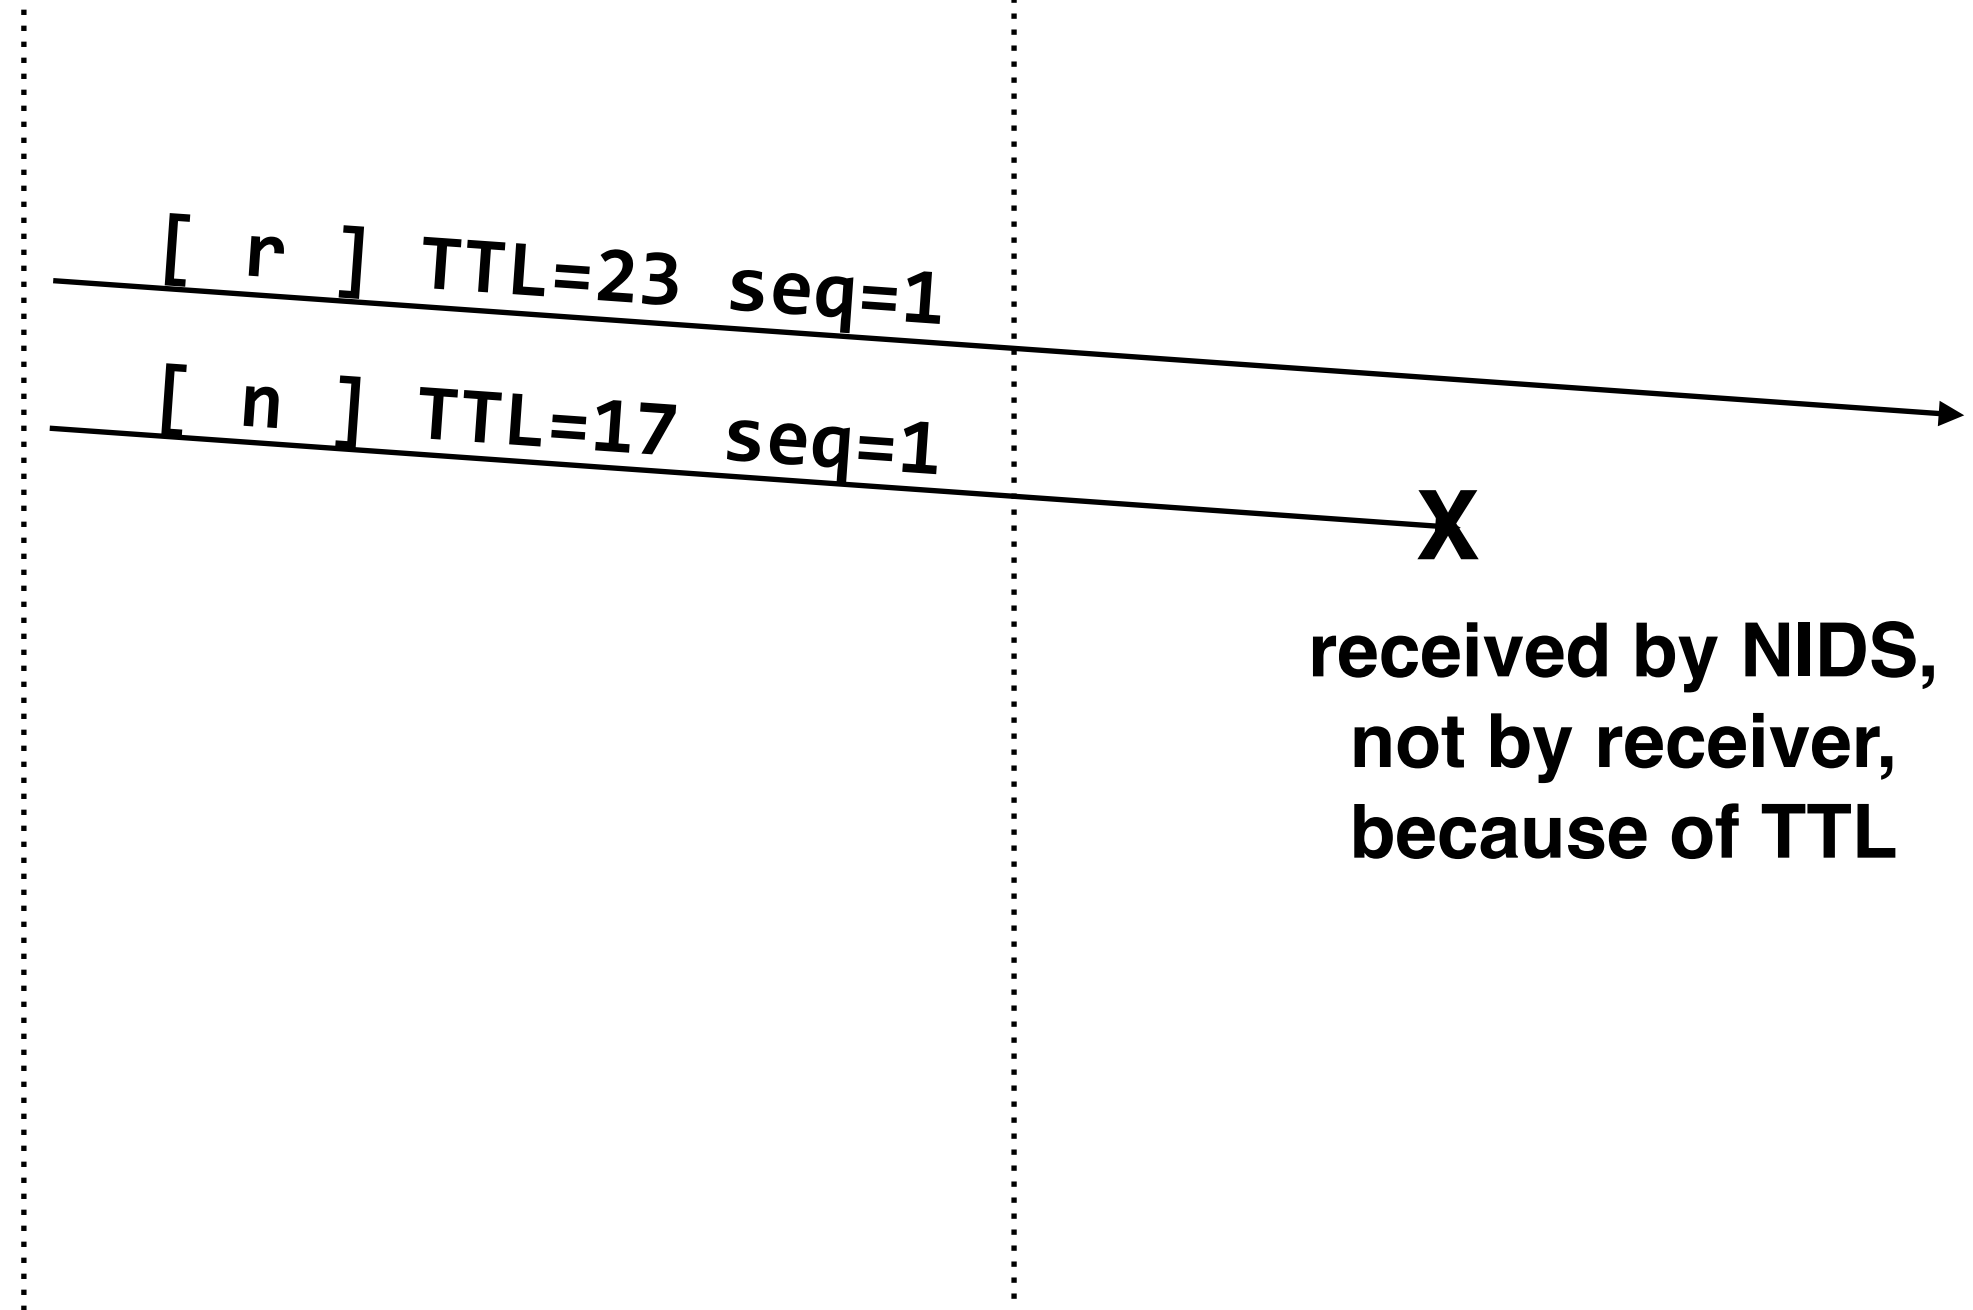 [ r ] TTL=23 seq=1
[ n ] TTL=17 seq=1
X
received by NIDS,
not by receiver,
because of TTL